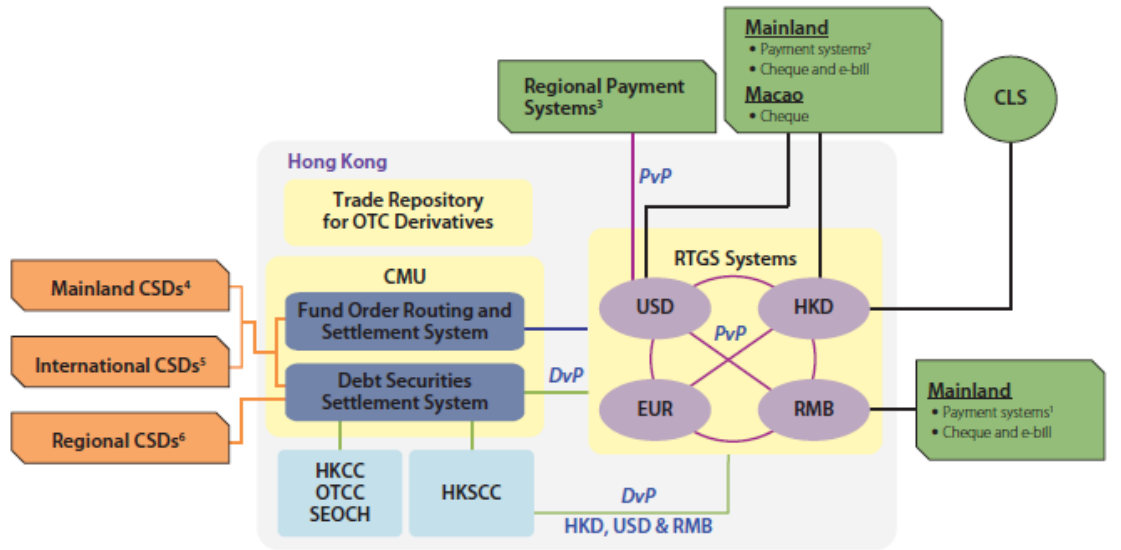 Mainland
• Payment systems²
• Cheque and e-bill
Macao
• Cheque
Regional Payment
Systems³
CLS
Hong Kong
PvP
Trade Repository
for OTC Derivatives
RTGS Systems
CMU
Mainland CSDs⁴
Fund Order Routing and
Settlement System
USD
HKD
PvP
International CSDs⁵
Debt Securities
Settlement System
DvP
EUR
RMB
Mainland
• Payment systems¹
• Cheque and e-bill
Regional CSDs⁶
HKCC
OTCC
SEOCH
HKSCC
DvP
HKD, USD & RMB